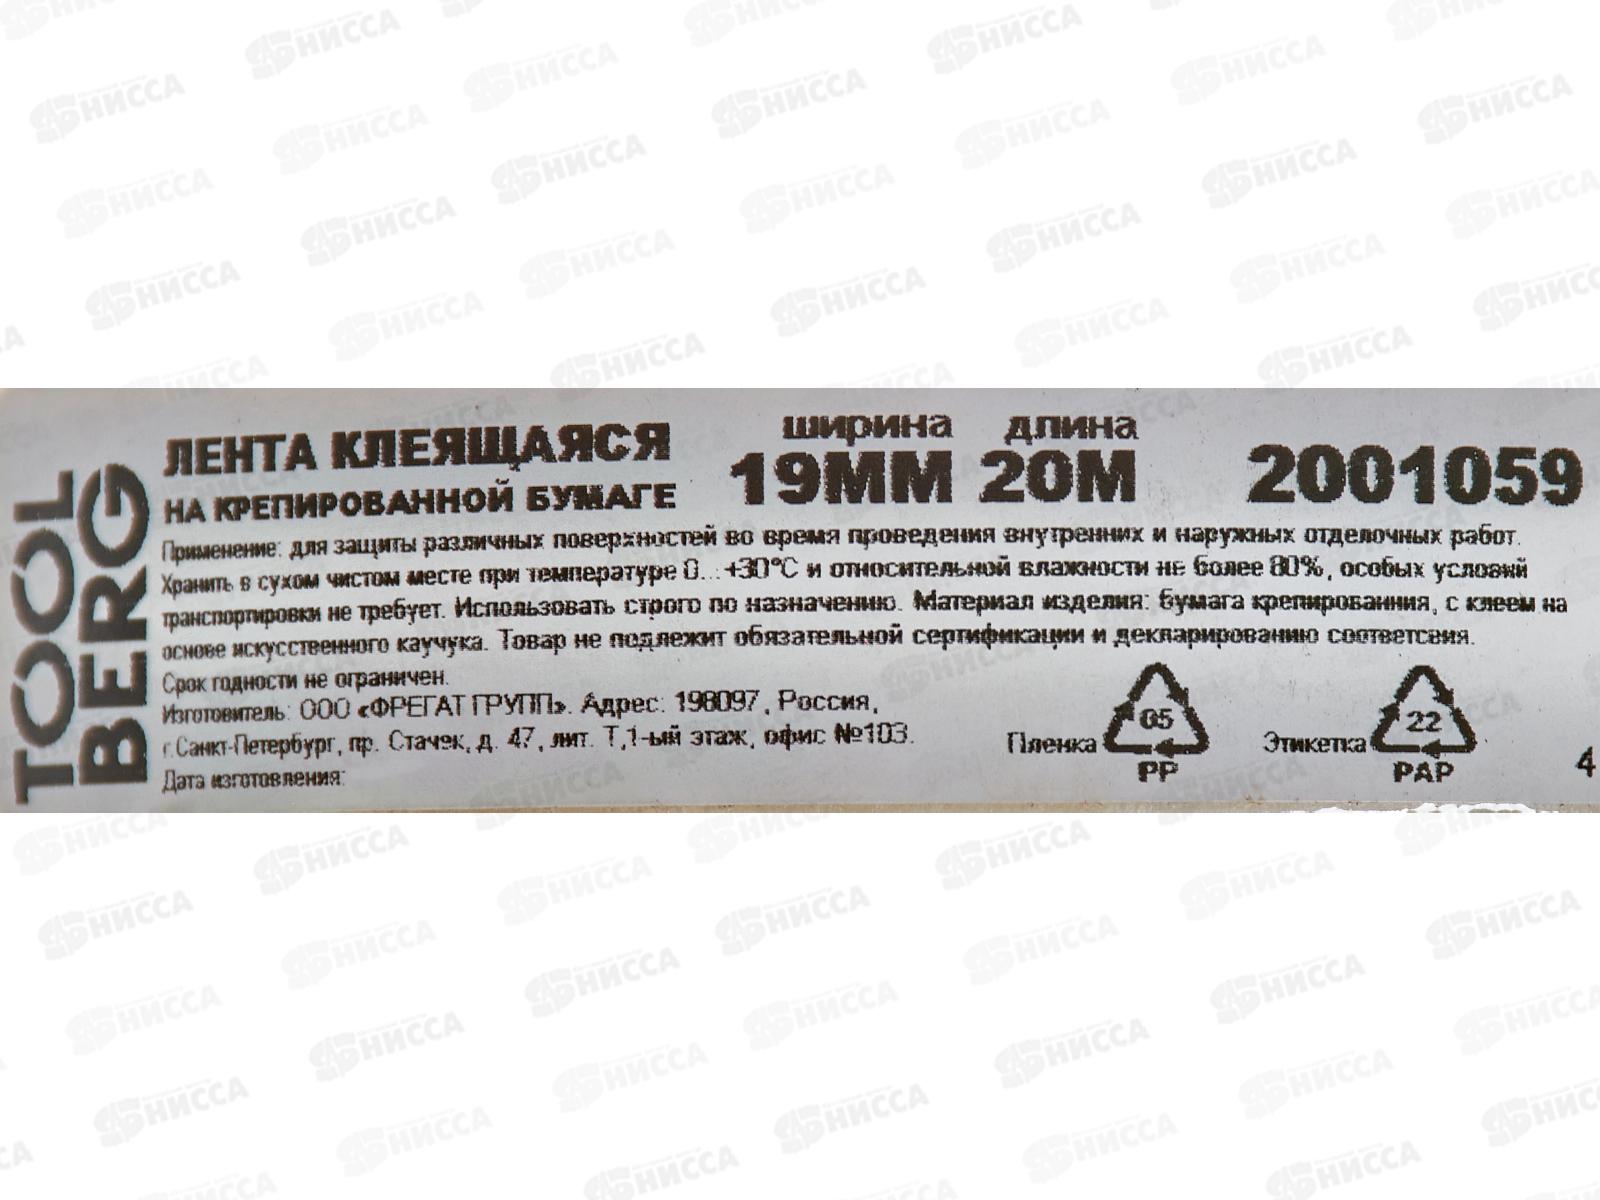 TOOL
BERG
ЛЕНТА КЛЕЯЩАЯСЯ
НА КРЕПИРОВАННОЙ БУМАГЕ
ширина длина
19ММ 20М
2001059
Применение: для защиты различных поверхностей во время проведения внутренних и наружных отделочных работ.
Хранить в сухом чистом месте при температуре 0...+30°С и относительной влажности не более 80%, особых условий
транспортировки не требует. Использовать строго по назначению. Материал изделия: бумага крепированния, с клеем на
основе искусственного каучука. Товар не подлежит обязательной сертификации и декларированию соответсвия.
Срок годности не ограничен.
Изготовитель: ООО «ФРЕГАТ ГРУПП». Адрес: 198097, Россия,
г.Санкт-Петербург, пр. Стачек, д. 47, лит. Т,1-ый этаж, офис №103.
Дата изготовления:
Пленка 05 PP
Этикетка 22 PAP
4
НИССА